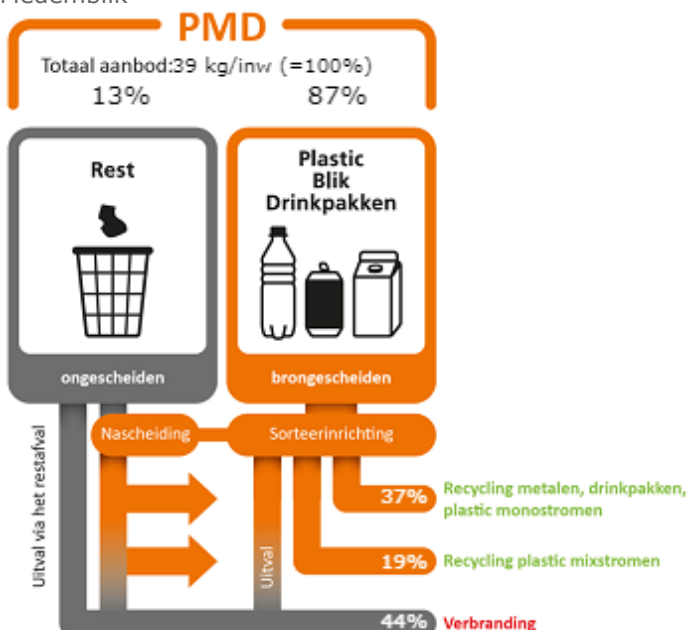 Medemblik
PMD
Totaal aanbod:39 kg/inw (=100%)
13% 87%
Rest
Plastic
Blik
Drinkpakken
ongescheiden
brongescheiden
Nascheiding
Sorteerinrichting
Uitval via het restafval
Uitval
37% Recycling metalen, drinkpakken,
plastic monostromen
19% Recycling plastic mixstromen
44% Verbranding